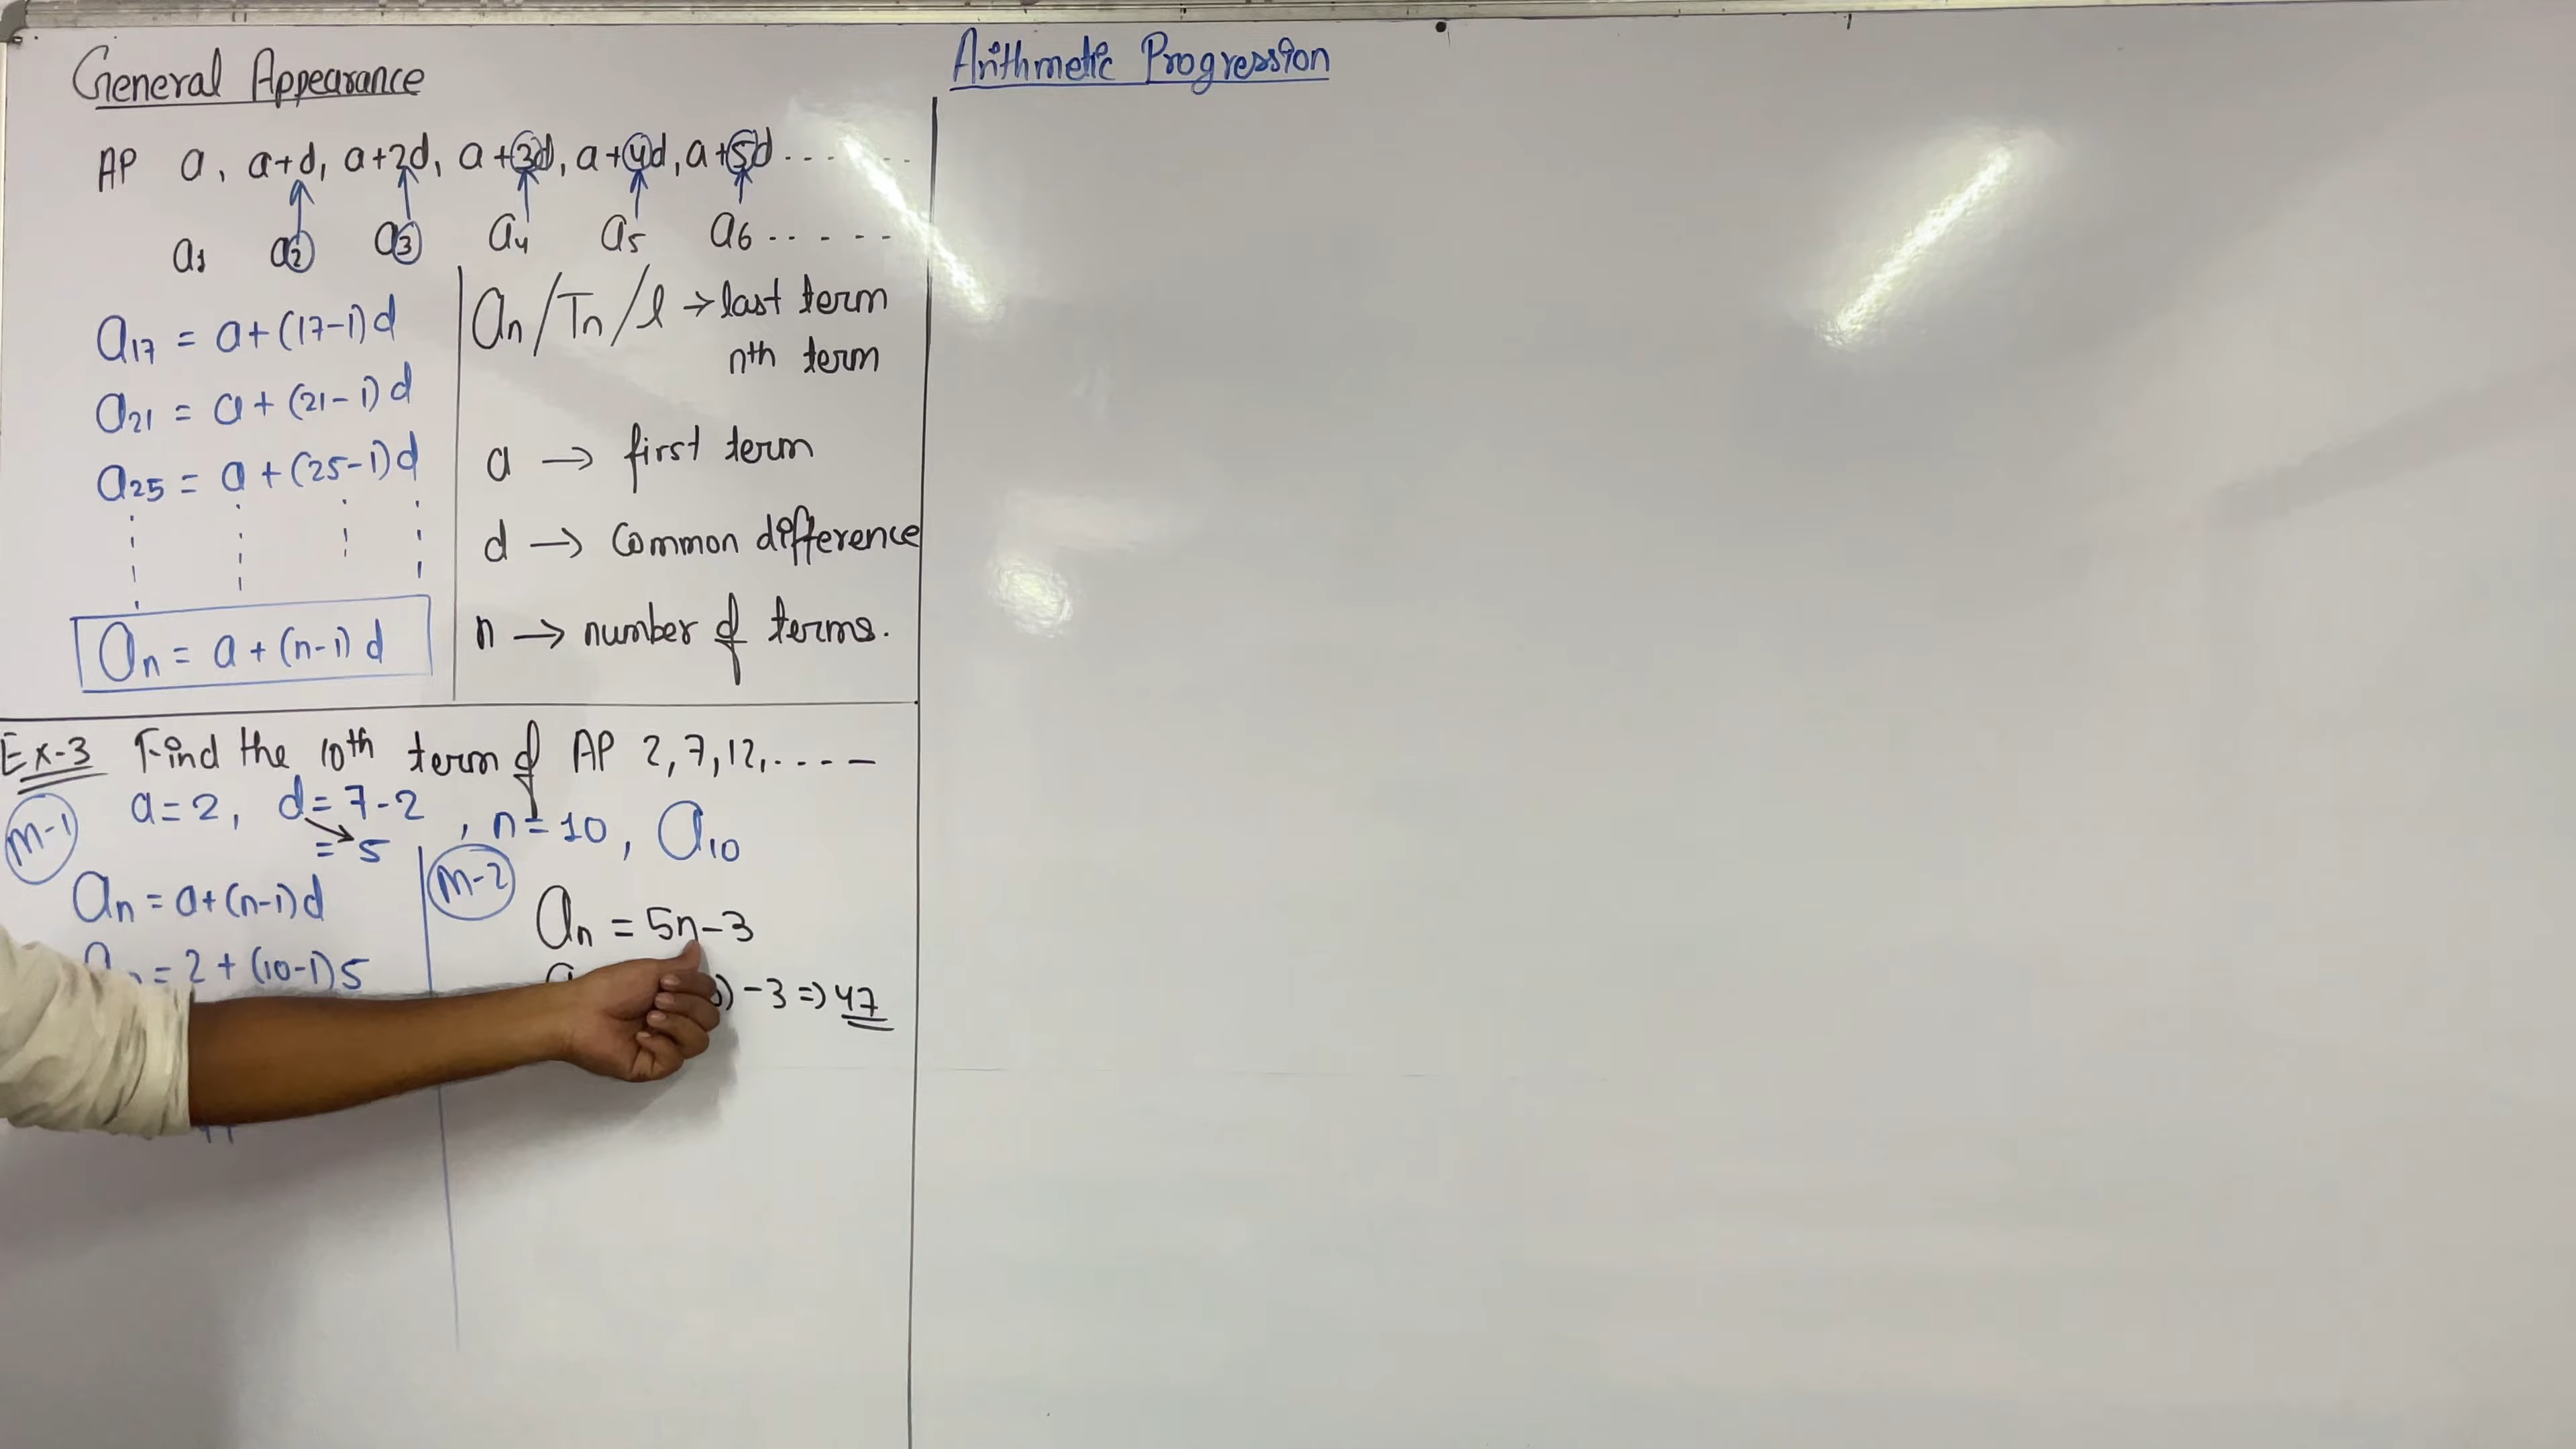 General Appearance
AP a, a+d, a+2d, a+3d, a+4d, a+5d - - - - -
a1 a2 a3 a4 a5 a6 - - - - -
a17 = a+(17-1)d
a21 = a+(21-1)d
a25 = a+(25-1)d
an = a+(n-1)d
an/Tn/l → last term
nth term
a → first term
d → Common difference
n → number of terms.
Arithmetic Progression
Ex-3 Find the 10th term of AP 2, 7, 12, - - - -
m-1 a=2, d=7-2, n=10, a10
= 5
an = a+(n-1)d
= 2+(10-1)5
m-2
an = 5n-3
) -3 => 47